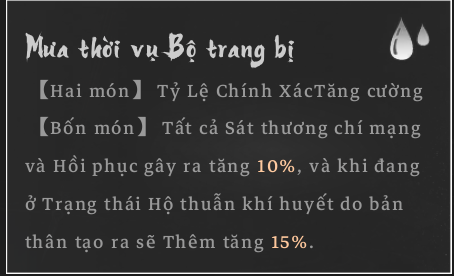 Mưa thời vụ Bộ trang bị
【Hai món】 Tỷ Lệ Chính XácTăng cường
【Bốn món】 Tất cả Sát thương chí mạng
và Hồi phục gây ra tăng 10%, và khi đang
ở Trạng thái Hộ thuẫn khí huyết do bản
thân tạo ra sẽ Thêm tăng 15%.